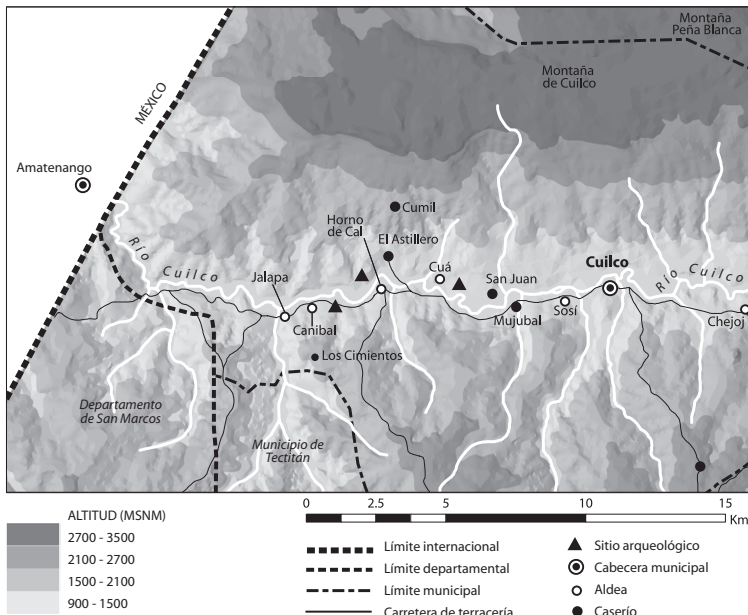 Montaña
Peña Blanca
Montaña
de Cuilco
MÉXICO
Amatenango
Cumil
Horno
de Cal
El Astillero
Río
Cuilco
Jalapa
Cuá
San Juan
Cuilco
Río Cuilco
Canibal
Mujubal
Sosí
Chejoj
Los Cimientos
Departamento
de San Marcos
Municipio de
Tectitán
ALTITUD (MSNM)
2700 - 3500
2100 - 2700
1500 - 2100
900 - 1500
0 2.5 5 10 15
Km
Límite internacional
Límite departamental
Límite municipal
Carretera de terracería
Sitio arqueológico
Cabecera municipal
Aldea
Caserío